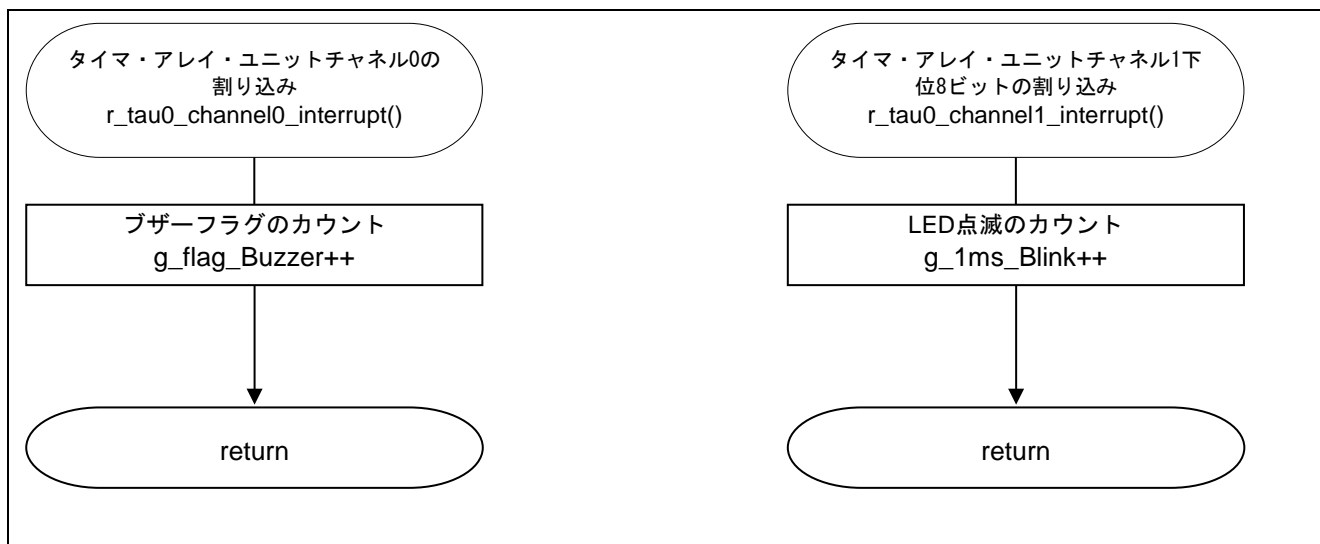 タイマ・アレイ・ユニットチャネル0の
割り込み
r_tau0_channel0_interrupt()
ブザーフラグのカウント
g_flag_Buzzer++
return
タイマ・アレイ・ユニットチャネル1下
位8ビットの割り込み
r_tau0_channel1_interrupt()
LED点滅のカウント
g_1ms_Blink++
return